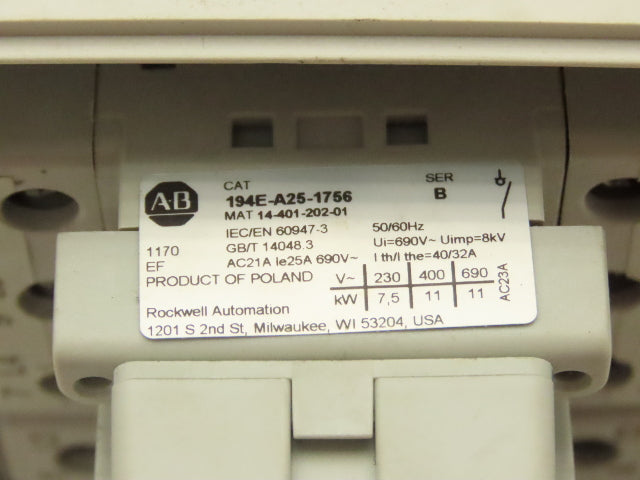 AB
CAT
194E-A25-1756
MAT 14-401-202-01
SER
B
IEC/EN 60947-3
GB/T 14048.3
AC21A Ie25A 690V~
50/60Hz
Ui=690V~ Uimp=8kV
I th/I the=40/32A
1170
EF
PRODUCT OF POLAND
V~ 230 400 690
kW 7,5 11 11
AC23A
Rockwell Automation
1201 S 2nd St, Milwaukee, WI 53204, USA